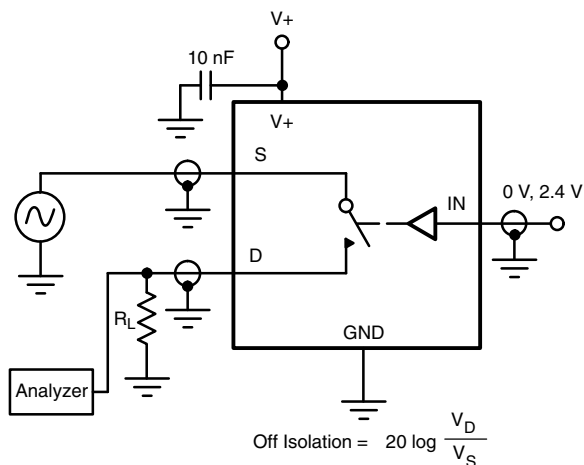 V+
10 nF
V+
S
0 V, 2.4 V
IN
D
R_L
GND
Analyzer
Off Isolation = 20 log V_D / V_S